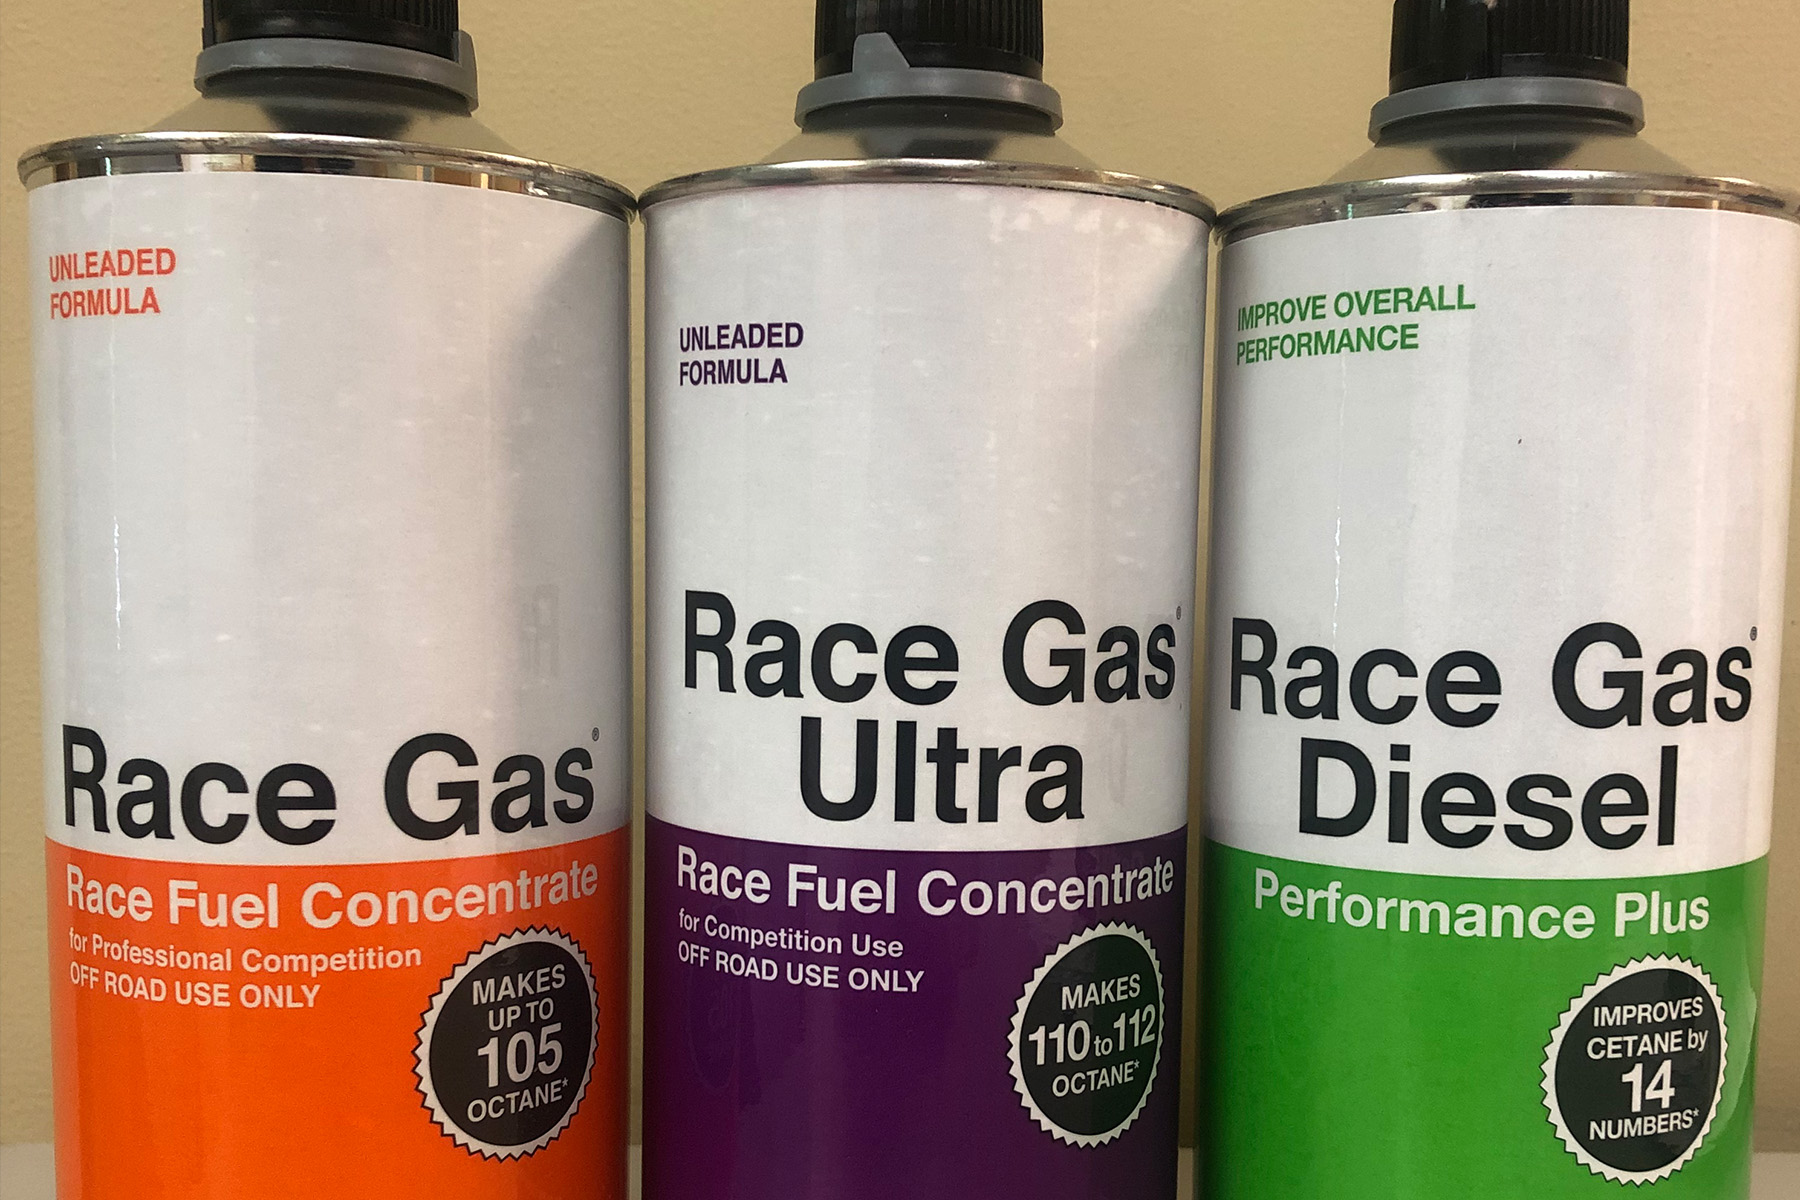 UNLEADED
FORMULA
Race Gas®
Race Fuel Concentrate
for Professional Competition
OFF ROAD USE ONLY
MAKES
UP TO
105
OCTANE*
UNLEADED
FORMULA
Race Gas®
Ultra
Race Fuel Concentrate
for Competition Use
OFF ROAD USE ONLY
MAKES
110 to 112
OCTANE*
IMPROVE OVERALL
PERFORMANCE
Race Gas®
Diesel
Performance Plus
IMPROVES
CETANE by
14
NUMBERS*